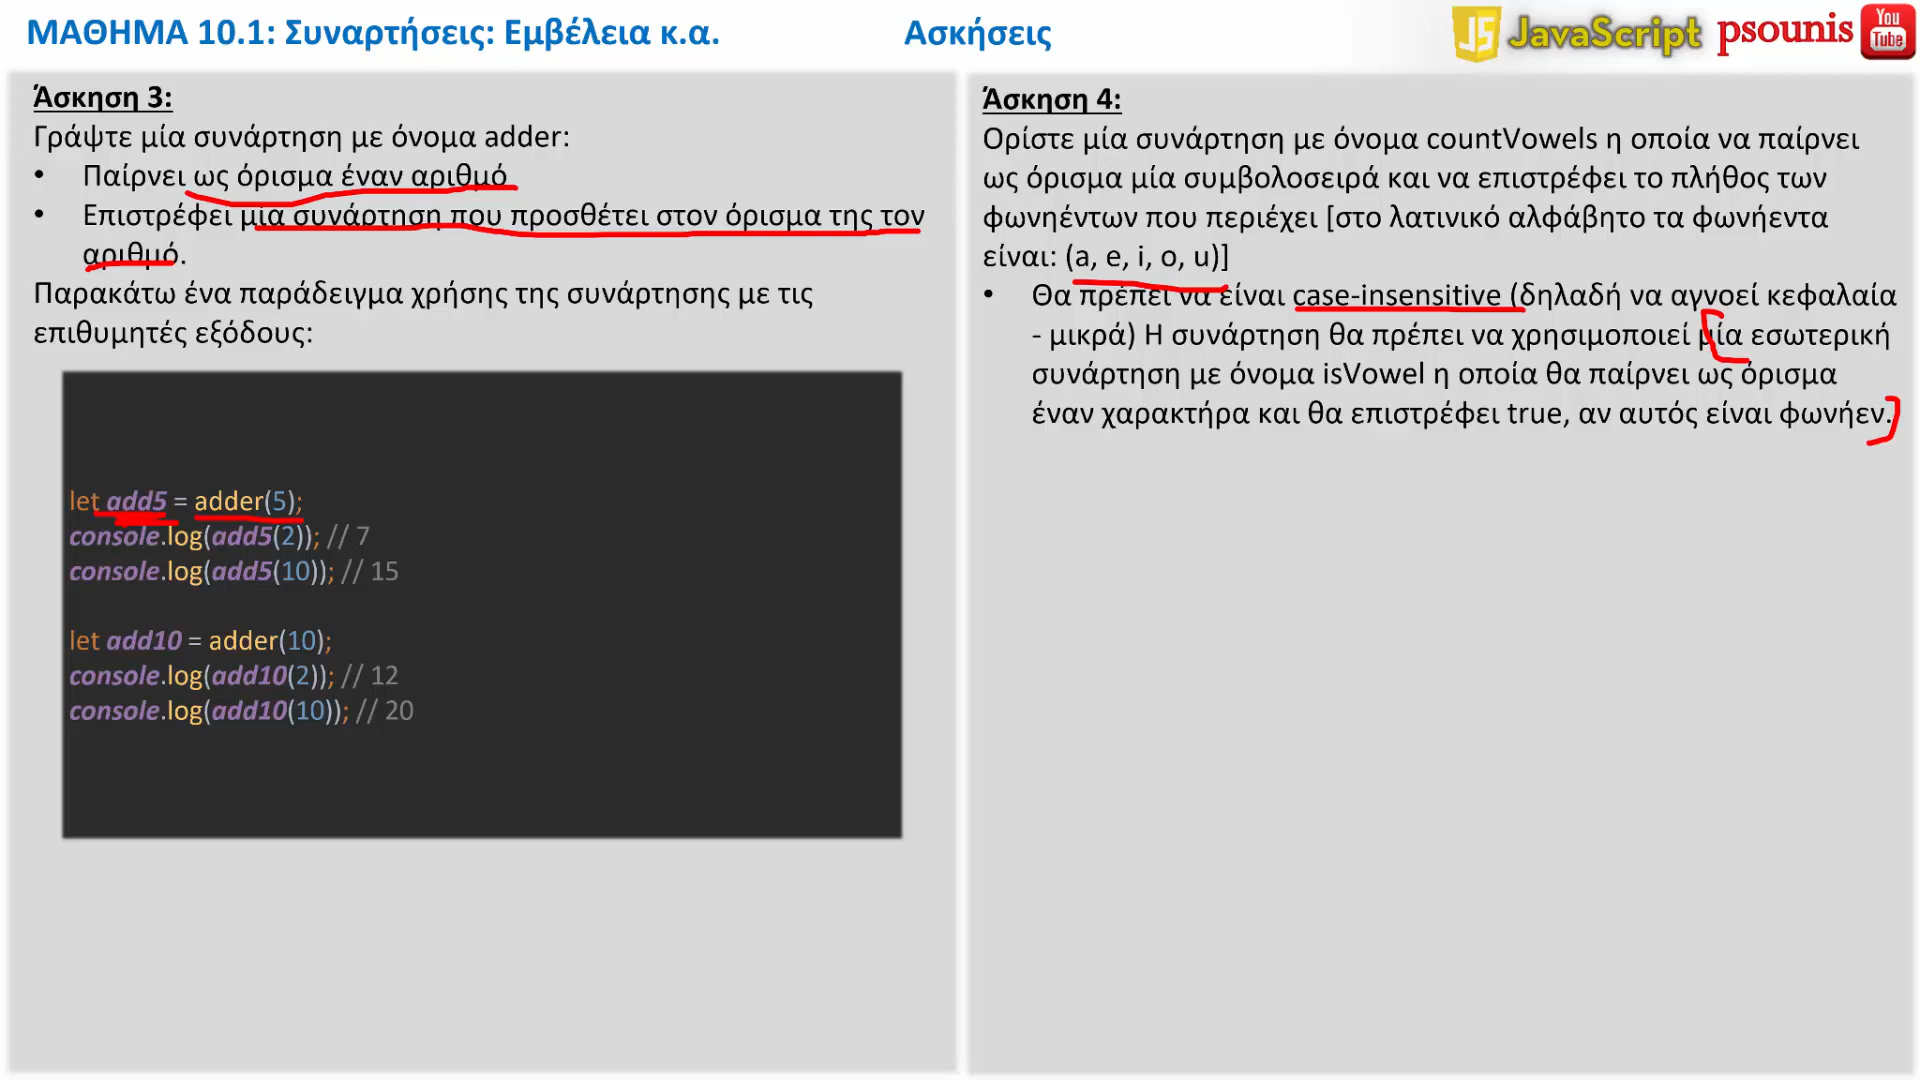 ΜΑΘΗΜΑ 10.1: Συναρτήσεις: Εμβέλεια κ.α.
Ασκήσεις
JS JavaScript psounis You Tube
Άσκηση 3:
Γράψτε μία συνάρτηση με όνομα adder:
• Παίρνει ως όρισμα έναν αριθμό
• Επιστρέφει μία συνάρτηση που προσθέτει στον όρισμα της τον
αριθμό.
Παρακάτω ένα παράδειγμα χρήσης της συνάρτησης με τις
επιθυμητές εξόδους:
let add5 = adder(5);
console.log(add5(2)); // 7
console.log(add5(10)); // 15
let add10 = adder(10);
console.log(add10(2)); // 12
console.log(add10(10)); // 20
Άσκηση 4:
Ορίστε μία συνάρτηση με όνομα countVowels η οποία να παίρνει
ως όρισμα μία συμβολοσειρά και να επιστρέφει το πλήθος των
φωνηέντων που περιέχει [στο λατινικό αλφάβητο τα φωνήεντα
είναι: (a, e, i, o, u)]
• Θα πρέπει να είναι case-insensitive (δηλαδή να αγνοεί κεφαλαία
- μικρά) Η συνάρτηση θα πρέπει να χρησιμοποιεί μία εσωτερική
συνάρτηση με όνομα isVowel η οποία θα παίρνει ως όρισμα
έναν χαρακτήρα και θα επιστρέφει true, αν αυτός είναι φωνήεν.